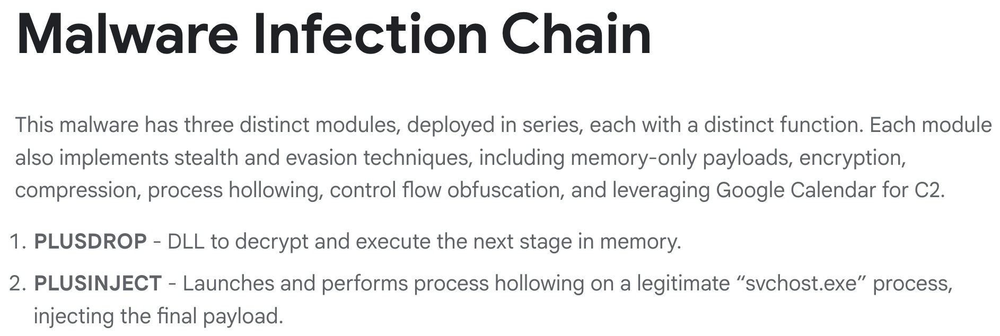 Malware Infection Chain
This malware has three distinct modules, deployed in series, each with a distinct function. Each module
also implements stealth and evasion techniques, including memory-only payloads, encryption,
compression, process hollowing, control flow obfuscation, and leveraging Google Calendar for C2.
1. PLUSDROP - DLL to decrypt and execute the next stage in memory.
2. PLUSINJECT - Launches and performs process hollowing on a legitimate “svchost.exe” process,
injecting the final payload.